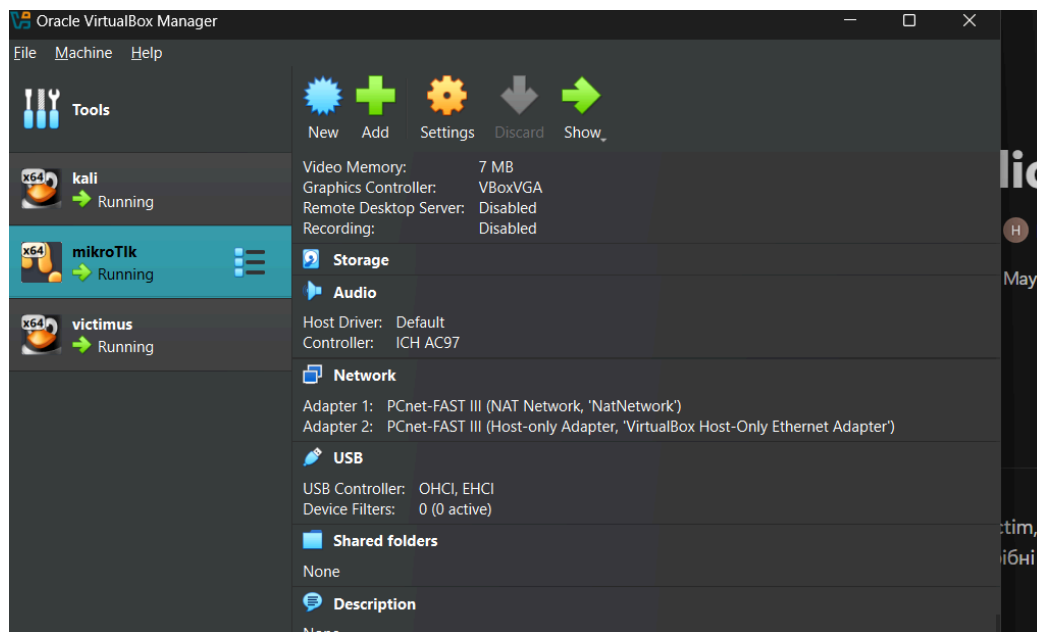 Oracle VirtualBox Manager
File Machine Help
Tools
New Add Settings Discard Show
kali
Running
mikroTIk
Running
victimus
Running
Video Memory: 7 MB
Graphics Controller: VBoxVGA
Remote Desktop Server: Disabled
Recording: Disabled
Storage
Audio
Host Driver: Default
Controller: ICH AC97
Network
Adapter 1: PCnet-FAST III (NAT Network, 'NatNetwork')
Adapter 2: PCnet-FAST III (Host-only Adapter, 'VirtualBox Host-Only Ethernet Adapter')
USB
USB Controller: OHCI, EHCI
Device Filters: 0 (0 active)
Shared folders
None
Description
H
May